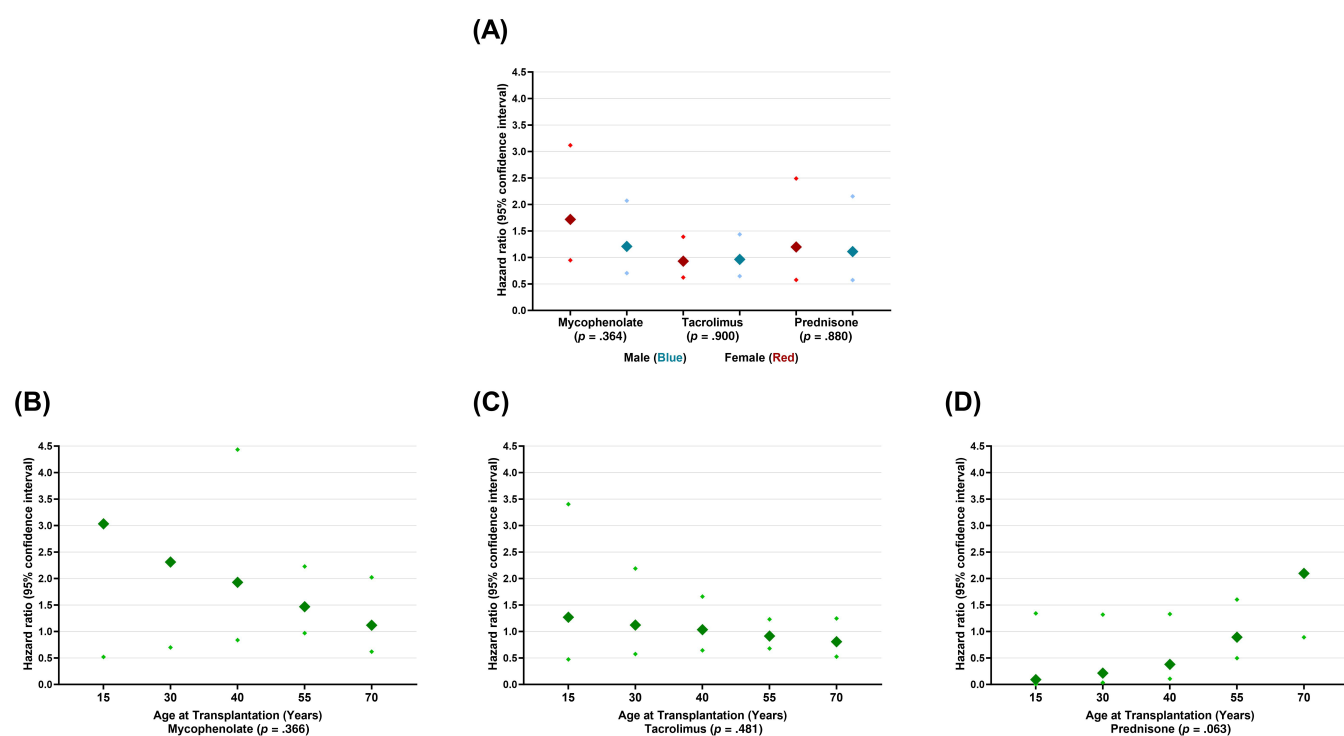 (A)
Hazard ratio (95% confidence interval)
4.5
4.0
3.5
3.0
2.5
2.0
1.5
1.0
0.5
0.0
Mycophenolate Tacrolimus Prednisone
(p = .364) (p = .900) (p = .880)
Male (Blue) Female (Red)
(B)
Hazard ratio (95% confidence interval)
4.5
4.0
3.5
3.0
2.5
2.0
1.5
1.0
0.5
0.0
15 30 40 55 70
Age at Transplantation (Years)
Mycophenolate (p = .366)
(C)
Hazard ratio (95% confidence interval)
4.5
4.0
3.5
3.0
2.5
2.0
1.5
1.0
0.5
0.0
15 30 40 55 70
Age at Transplantation (Years)
Tacrolimus (p = .481)
(D)
Hazard ratio (95% confidence interval)
4.5
4.0
3.5
3.0
2.5
2.0
1.5
1.0
0.5
0.0
15 30 40 55 70
Age at Transplantation (Years)
Prednisone (p = .063)